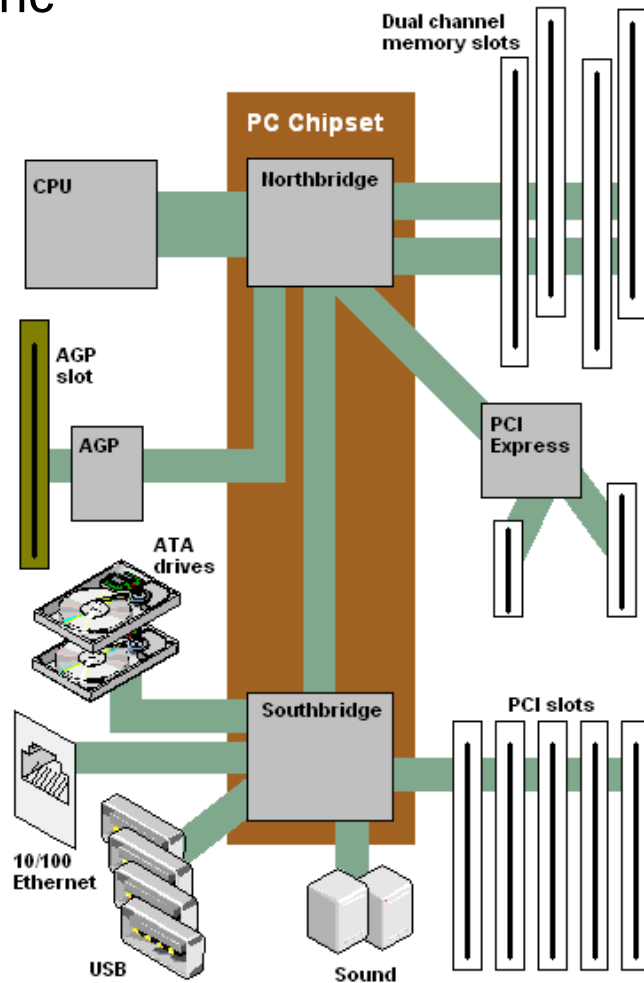 Dual channel
memory slots
PC Chipset
CPU
Northbridge
AGP
slot
AGP
PCI
Express
ATA
drives
Southbridge
PCI slots
10/100
Ethernet
USB
Sound